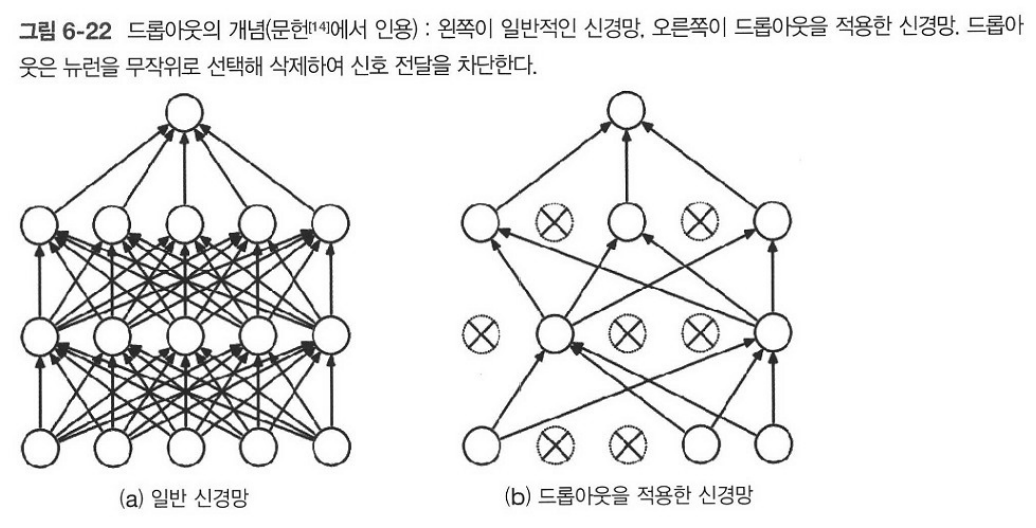 그림 6-22 드롭아웃의 개념(문헌[14]에서 인용) : 왼쪽이 일반적인 신경망, 오른쪽이 드롭아웃을 적용한 신경망. 드롭아
웃은 뉴런을 무작위로 선택해 삭제하여 신호 전달을 차단한다.
(a) 일반 신경망
(b) 드롭아웃을 적용한 신경망